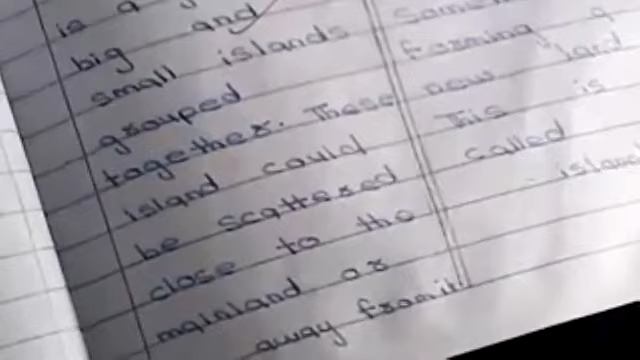 is a
big and
small islands
grouped
together. These
island could
be scattered
close to the
mainland or
away from it
forming a
new land
This is
called
island